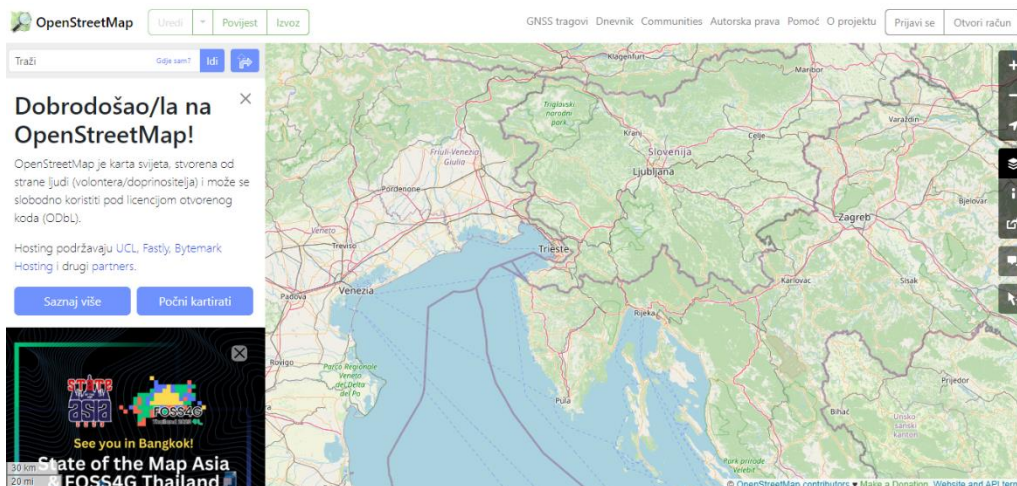 OpenStreetMap
Uredi
Povijest
Izvoz
GNSS tragovi
Dnevnik
Communities
Autorska prava
Pomoć
O projektu
Prijavi se
Otvori račun
Traži
Gdje sam?
Idi
Dobrodošao/la na
OpenStreetMap!
OpenStreetMap je karta svijeta, stvorena od
strane ljudi (volontera/doprinositelja) i može se
slobodno koristiti pod licencijom otvorenog
koda (ODbL).
Hosting podržavaju UCL, Fastly, Bytemark
Hosting i drugi partners.
Saznaj više
Počni kartirati
STATE
asia
FOSS4G
See you in Bangkok!
State of the Map Asia
& FOSS4G Thailand
30 km
20 mi
Klagenfurt
Maribor
Triglavski
narodni
park
Varaždin
Kranj
Celje
Friuli-Venezia
Giulia
Slovenija
Ljubljana
Pordenone
Bjelovar
Zagreb
Veneto
Treviso
Trieste
Karlovac
Sisak
Padova
Venezia
Rijeka
Rovigo
Parco Regionale
Veneto
del Delta
del Po
Prijedor
Pula
Bihać
Unsko
sanski
kanton
Park prirode
Velebit
© OpenStreetMap contributors ♥ Make a Donation. Website and API term